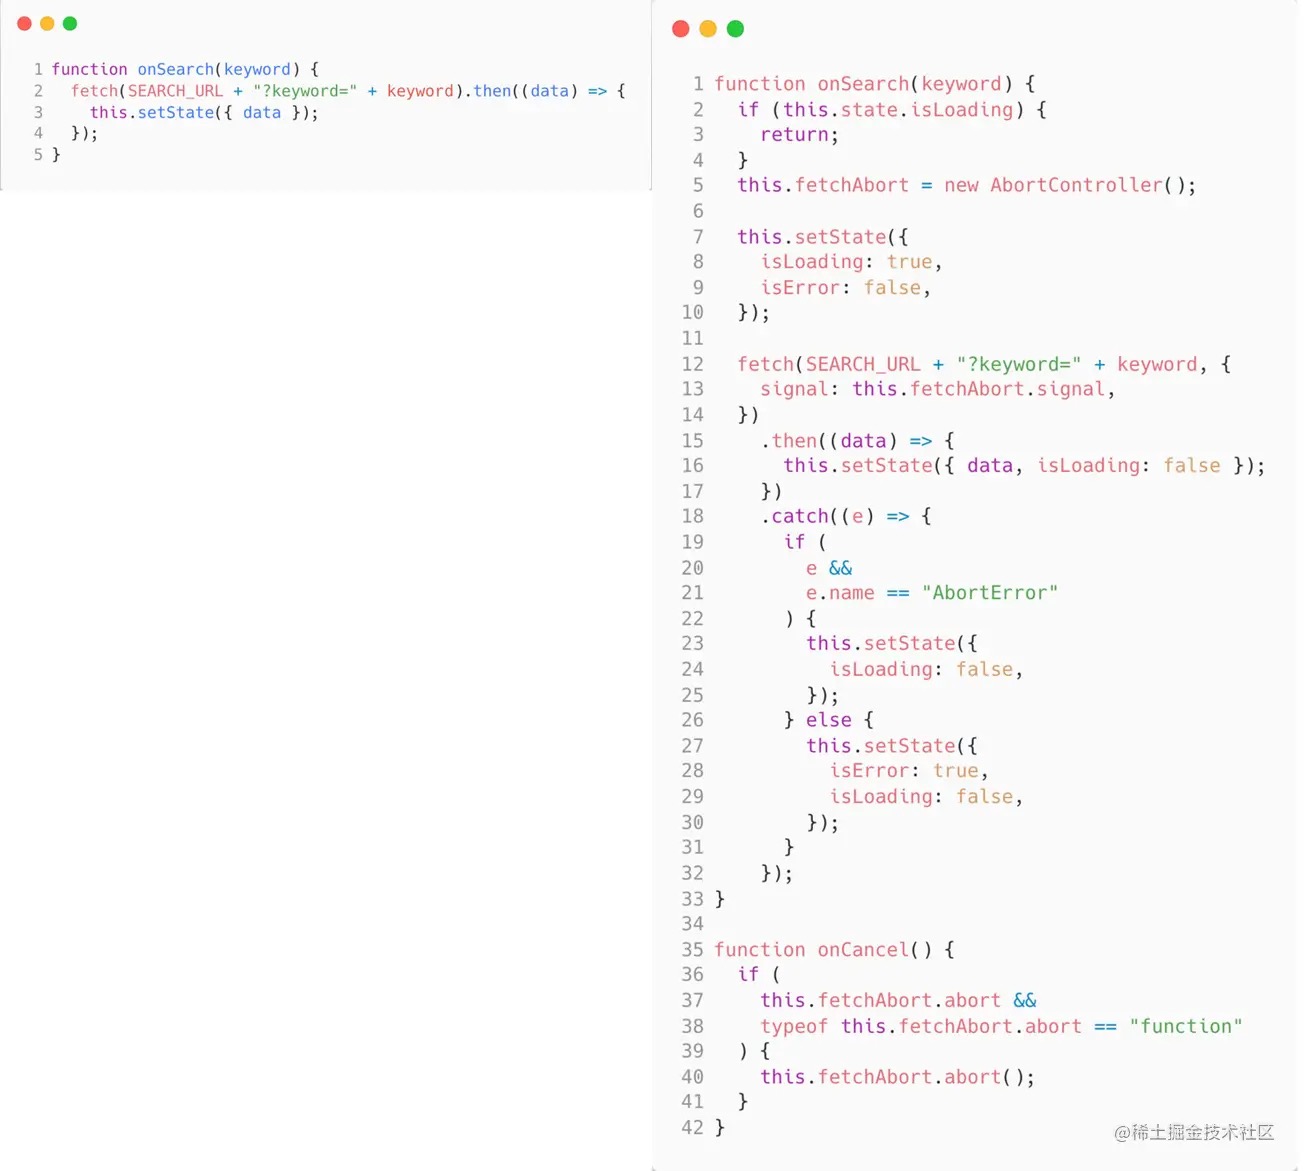 1 function onSearch(keyword) {
2   fetch(SEARCH_URL + "?keyword=" + keyword).then((data) => {
3     this.setState({ data });
4   });
5 }
1 function onSearch(keyword) {
2   if (this.state.isLoading) {
3     return;
4   }
5   this.fetchAbort = new AbortController();
6
7   this.setState({
8     isLoading: true,
9     isError: false,
10   });
11
12   fetch(SEARCH_URL + "?keyword=" + keyword, {
13     signal: this.fetchAbort.signal,
14   })
15     .then((data) => {
16       this.setState({ data, isLoading: false });
17     })
18     .catch((e) => {
19       if (
20         e &&
21         e.name == "AbortError"
22       ) {
23         this.setState({
24           isLoading: false,
25         });
26       } else {
27         this.setState({
28           isError: true,
29           isLoading: false,
30         });
31       }
32     });
33 }
34
35 function onCancel() {
36   if (
37     this.fetchAbort.abort &&
38     typeof this.fetchAbort.abort == "function"
39   ) {
40     this.fetchAbort.abort();
41   }
42 }
@稀土掘金技术社区